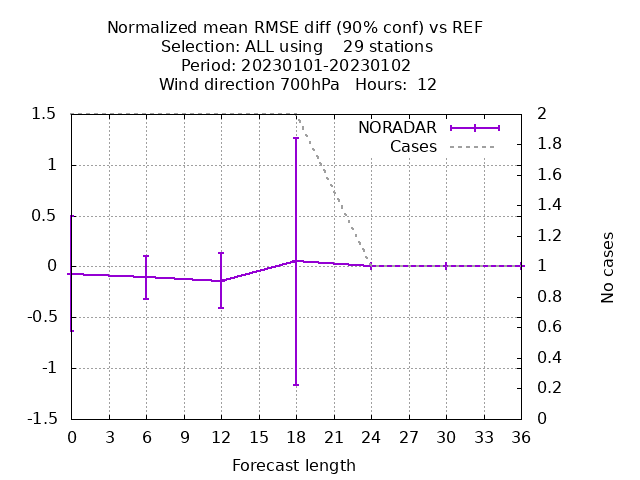 Normalized mean RMSE diff (90% conf) vs REF
Selection: ALL using    29 stations
Period: 20230101-20230102
Wind direction 700hPa   Hours:  12
NORADAR
Cases
1.5
1
0.5
0
-0.5
-1
-1.5
2
1.8
1.6
1.4
1.2
1
0.8
0.6
0.4
0.2
0
No cases
0 3 6 9 12 15 18 21 24 27 30 33 36
Forecast length